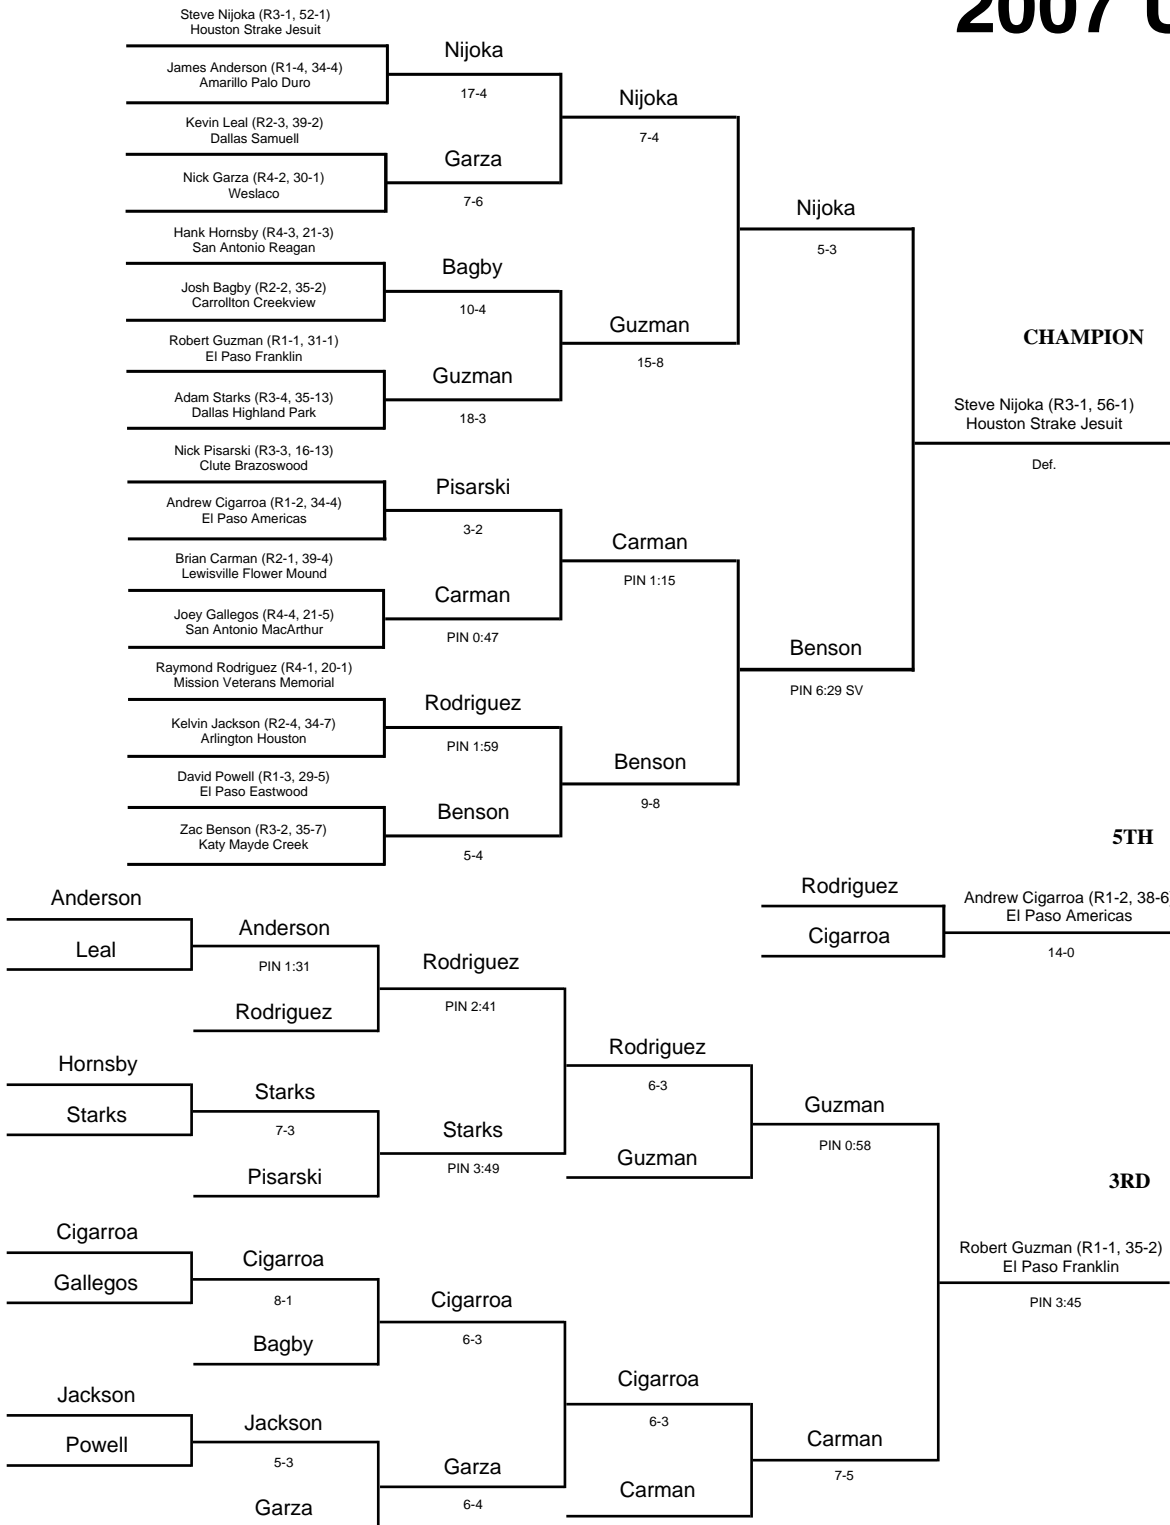 2007 U
Steve Nijoka (R3-1, 52-1)
Houston Strake Jesuit
James Anderson (R1-4, 34-4)
Amarillo Palo Duro
Kevin Leal (R2-3, 39-2)
Dallas Samuell
Nick Garza (R4-2, 30-1)
Weslaco
Hank Hornsby (R4-3, 21-3)
San Antonio Reagan
Josh Bagby (R2-2, 35-2)
Carrollton Creekview
Robert Guzman (R1-1, 31-1)
El Paso Franklin
Adam Starks (R3-4, 35-13)
Dallas Highland Park
Nick Pisarski (R3-3, 16-13)
Clute Brazoswood
Andrew Cigarroa (R1-2, 34-4)
El Paso Americas
Brian Carman (R2-1, 39-4)
Lewisville Flower Mound
Joey Gallegos (R4-4, 21-5)
San Antonio MacArthur
Raymond Rodriguez (R4-1, 20-1)
Mission Veterans Memorial
Kelvin Jackson (R2-4, 34-7)
Arlington Houston
David Powell (R1-3, 29-5)
El Paso Eastwood
Zac Benson (R3-2, 35-7)
Katy Mayde Creek
Nijoka
17-4
Garza
7-6
Bagby
10-4
Guzman
18-3
Pisarski
3-2
Carman
PIN 0:47
Rodriguez
PIN 1:59
Benson
5-4
Nijoka
7-4
Guzman
15-8
Carman
PIN 1:15
Benson
9-8
Nijoka
5-3
Benson
PIN 6:29 SV
CHAMPION
Steve Nijoka (R3-1, 56-1)
Houston Strake Jesuit
Def.
5TH
Rodriguez
Cigarroa
Andrew Cigarroa (R1-2, 38-6)
El Paso Americas
14-0
Anderson
Leal
Hornsby
Starks
Cigarroa
Gallegos
Jackson
Powell
Anderson
PIN 1:31
Rodriguez
Starks
7-3
Pisarski
Cigarroa
8-1
Bagby
Jackson
5-3
Garza
Rodriguez
PIN 2:41
Starks
PIN 3:49
Cigarroa
6-3
Garza
6-4
Rodriguez
6-3
Guzman
Cigarroa
6-3
Carman
Guzman
PIN 0:58
Carman
7-5
3RD
Robert Guzman (R1-1, 35-2)
El Paso Franklin
PIN 3:45